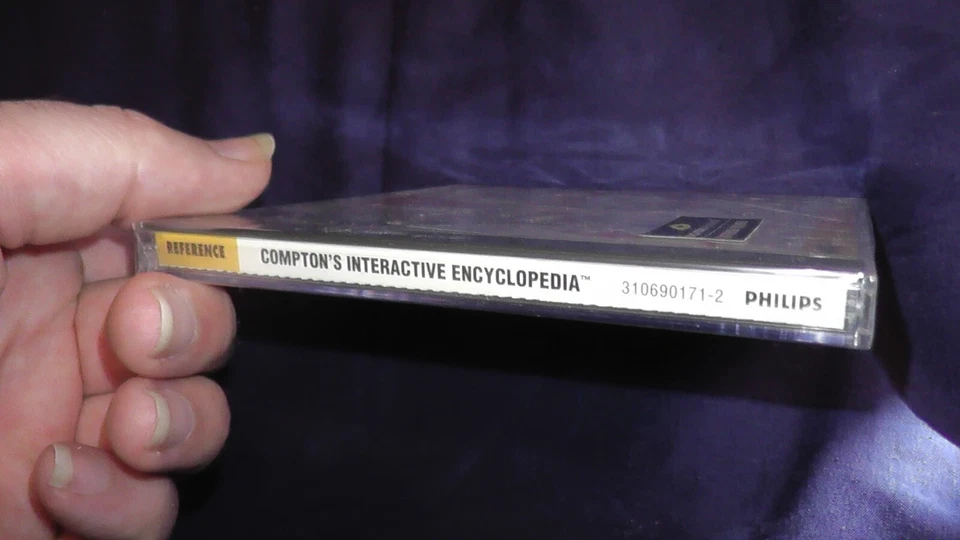 REFERENCE COMPTON'S INTERACTIVE ENCYCLOPEDIA™ 310690171-2 PHILIPS